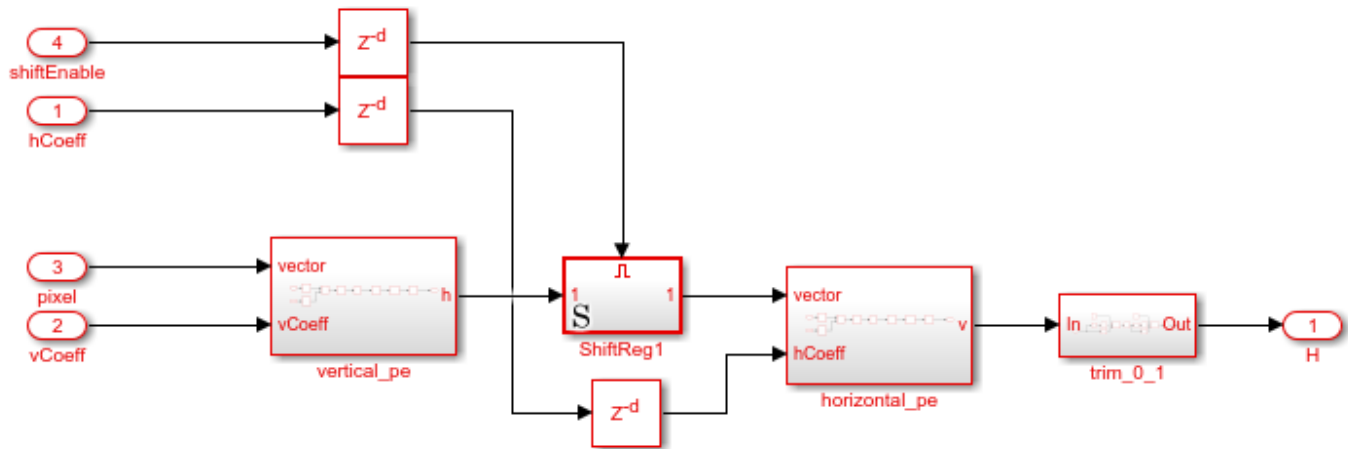 4
shiftEnable
Z-d
1
hCoeff
Z-d
3
pixel
2
vCoeff
vector
vCoeff
h
vertical_pe
1
1
S
ShiftReg1
Z-d
vector
hCoeff
v
horizontal_pe
In
Out
trim_0_1
1
H